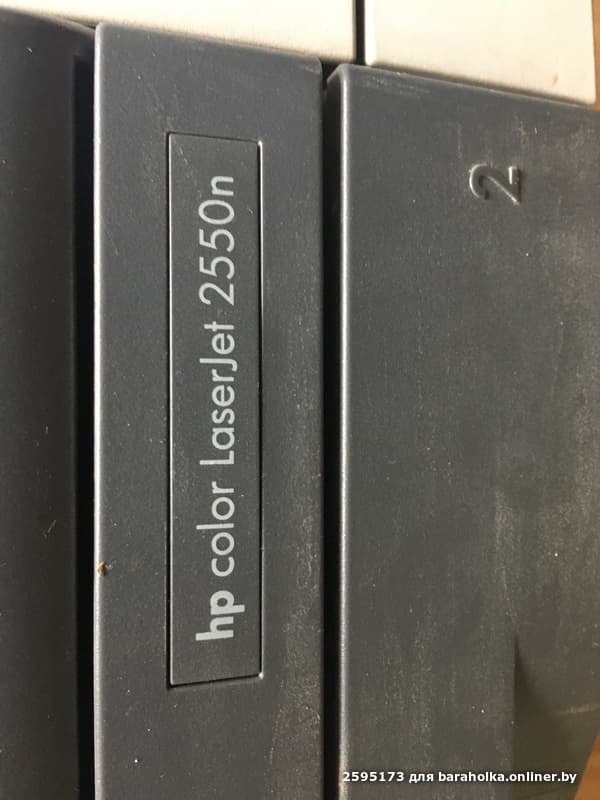 hp color LaserJet 2550n
2
2595173 для baraholka.onliner.by